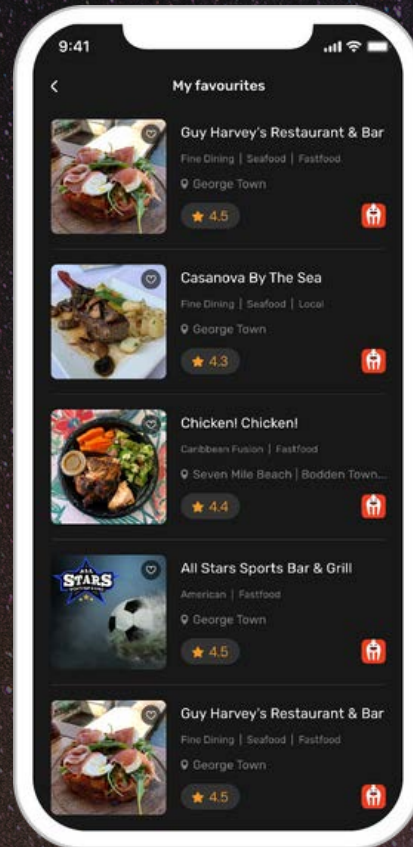 9:41
My favourites
Guy Harvey's Restaurant & Bar
Fine Dining | Seafood | Fastfood
George Town
4.5
Casanova By The Sea
Fine Dining | Seafood | Local
George Town
4.3
Chicken! Chicken!
Caribbean Fusion | Fastfood
Seven Mile Beach | Bodden Town...
4.4
ALL
STARS
All Stars Sports Bar & Grill
American | Fastfood
George Town
4.5
Guy Harvey's Restaurant & Bar
Fine Dining | Seafood | Fastfood
George Town
4.5